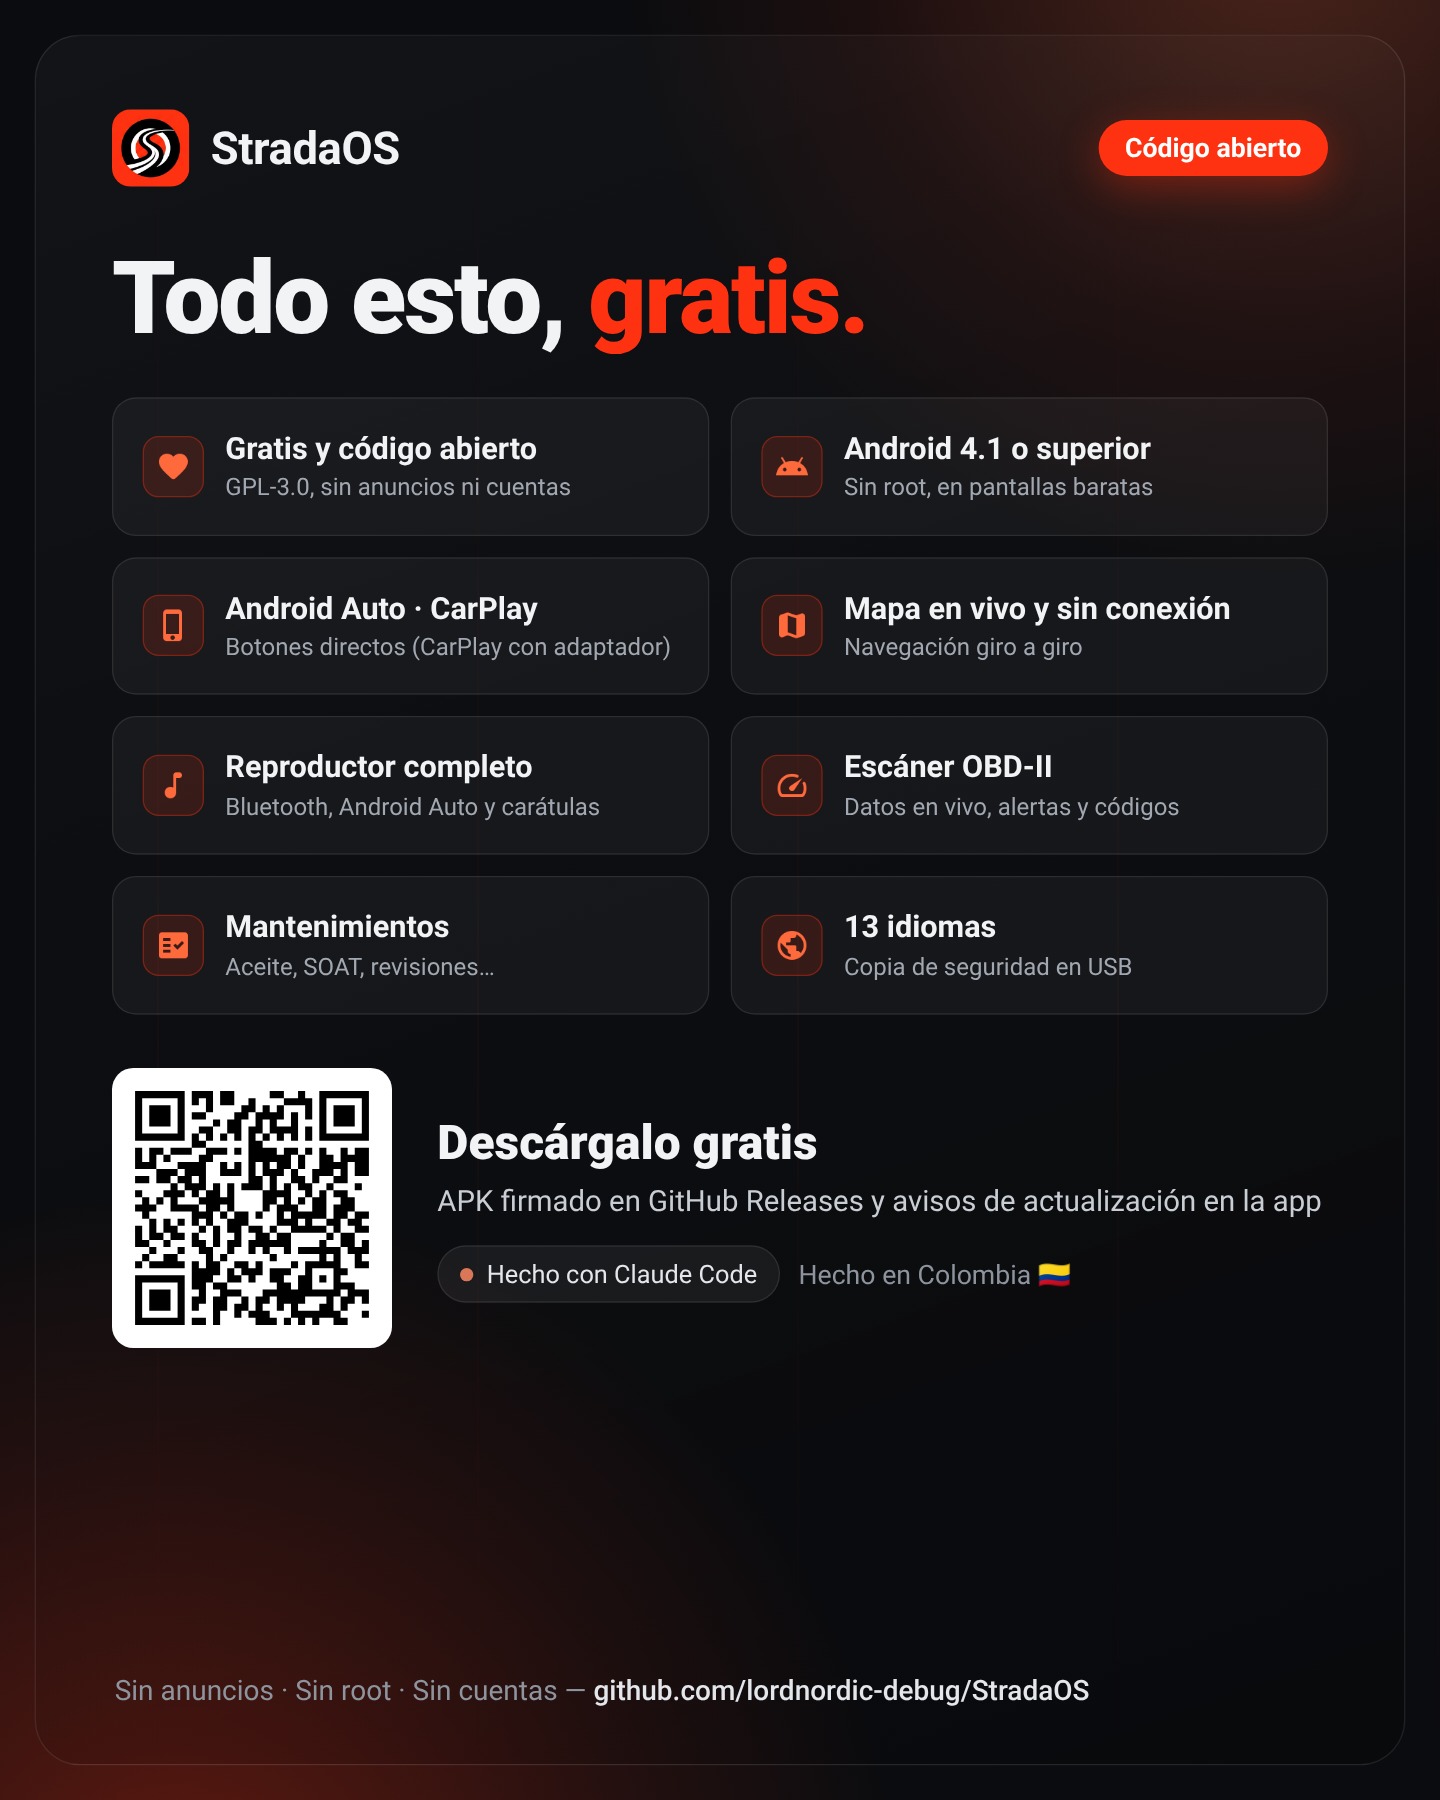 StradaOS
Código abierto
Todo esto, gratis.
Gratis y código abierto
GPL-3.0, sin anuncios ni cuentas
Android 4.1 o superior
Sin root, en pantallas baratas
Android Auto · CarPlay
Botones directos (CarPlay con adaptador)
Mapa en vivo y sin conexión
Navegación giro a giro
Reproductor completo
Bluetooth, Android Auto y carátulas
Escáner OBD-II
Datos en vivo, alertas y códigos
Mantenimientos
Aceite, SOAT, revisiones...
13 idiomas
Copia de seguridad en USB
Descárgalo gratis
APK firmado en GitHub Releases y avisos de actualización en la app
Hecho con Claude Code
Hecho en Colombia 🇨🇴
Sin anuncios · Sin root · Sin cuentas — github.com/lordnordic-debug/StradaOS